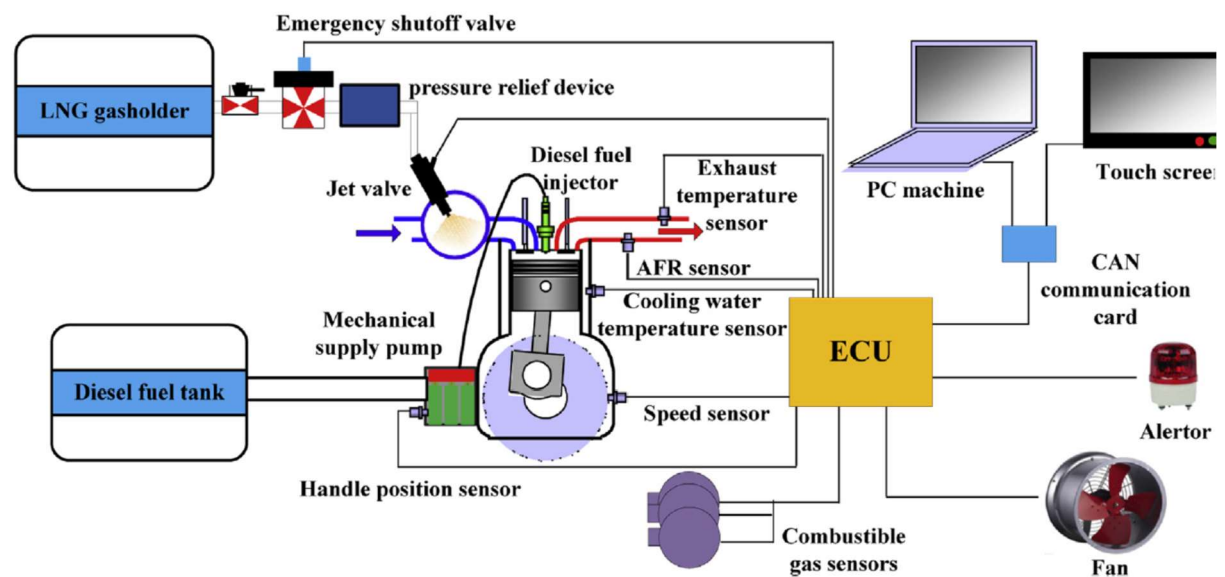 Emergency shutoff valve
LNG gasholder
pressure relief device
Jet valve
Diesel fuel
injector
Exhaust
temperature
sensor
PC machine
Touch screen
AFR sensor
Cooling water
temperature sensor
CAN
communication
card
Mechanical
supply pump
ECU
Diesel fuel tank
Speed sensor
Alertor
Handle position sensor
Combustible
gas sensors
Fan